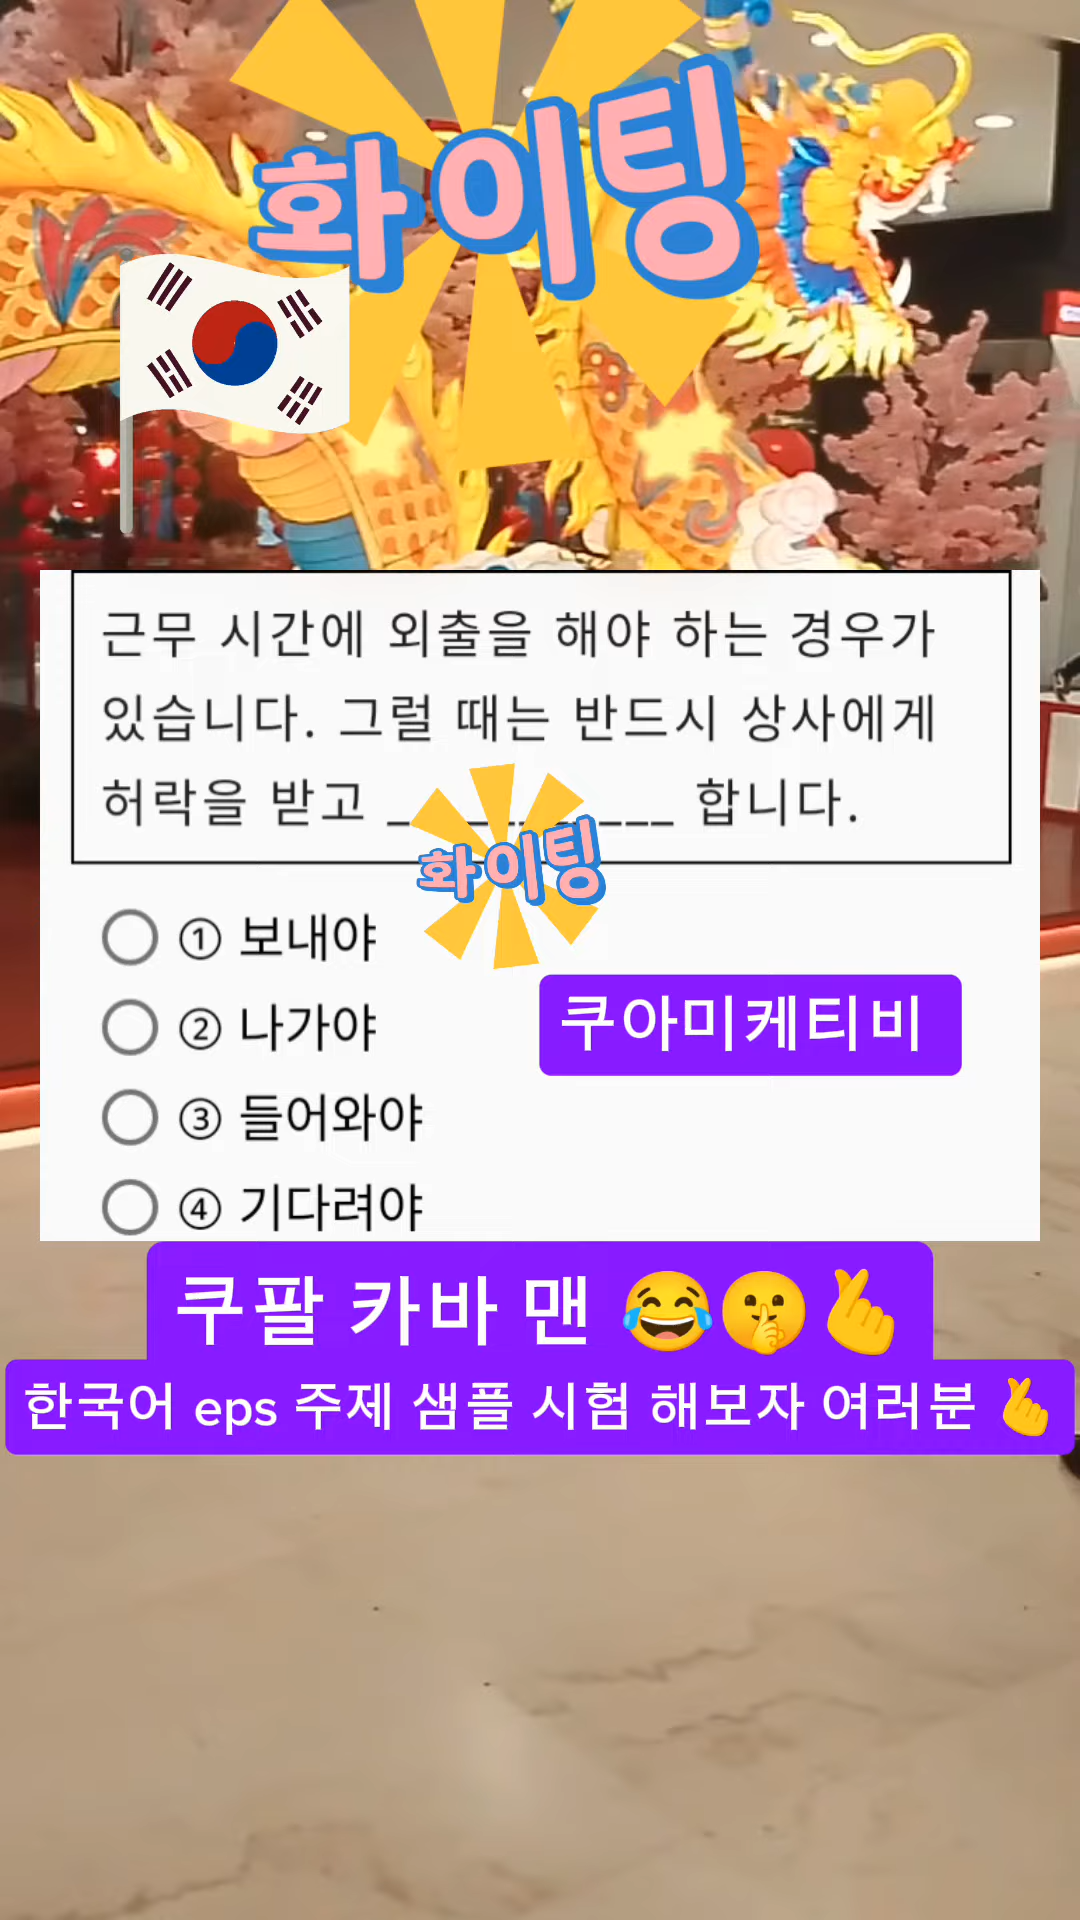 화이팅
근무 시간에 외출을 해야 하는 경우가
있습니다. 그럴 때는 반드시 상사에게
허락을 받고 ____________ 합니다.
화이팅
① 보내야
② 나가야
쿠아미케티비
③ 들어와야
④ 기다려야
쿠팔 카바 맨 😂🤫🫰
한국어 eps 주제 샘플 시험 해보자 여러분 🫰